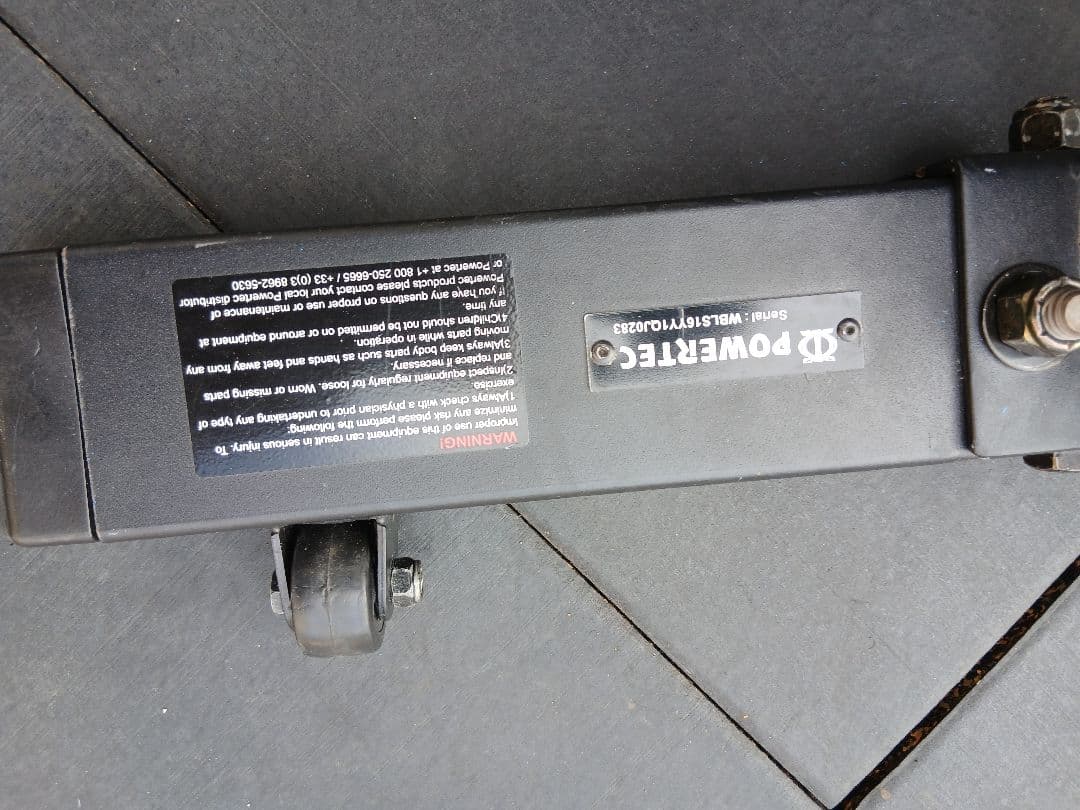 WARNING!
Improper use of this equipment can result in serious injury. To
minimize any risk please perform the following:
1)Always check with a physician prior to undertaking any type of
exercise.
2)Inspect equipment regularly for loose. Worn or missing parts
and replace if necessary.
3)Always keep body parts such as hands and feet away from any
moving parts while in operation.
4)Children should not be permitted on or around equipment at
any time.
If you have any questions on proper use or maintenance of
Powertec products please contact your local Powertec distributor
or Powertec at +1 800 250-6665 / +33 (0)3 8962-5630
POWERTEC
Serial : WBLS16YY1QJ0283